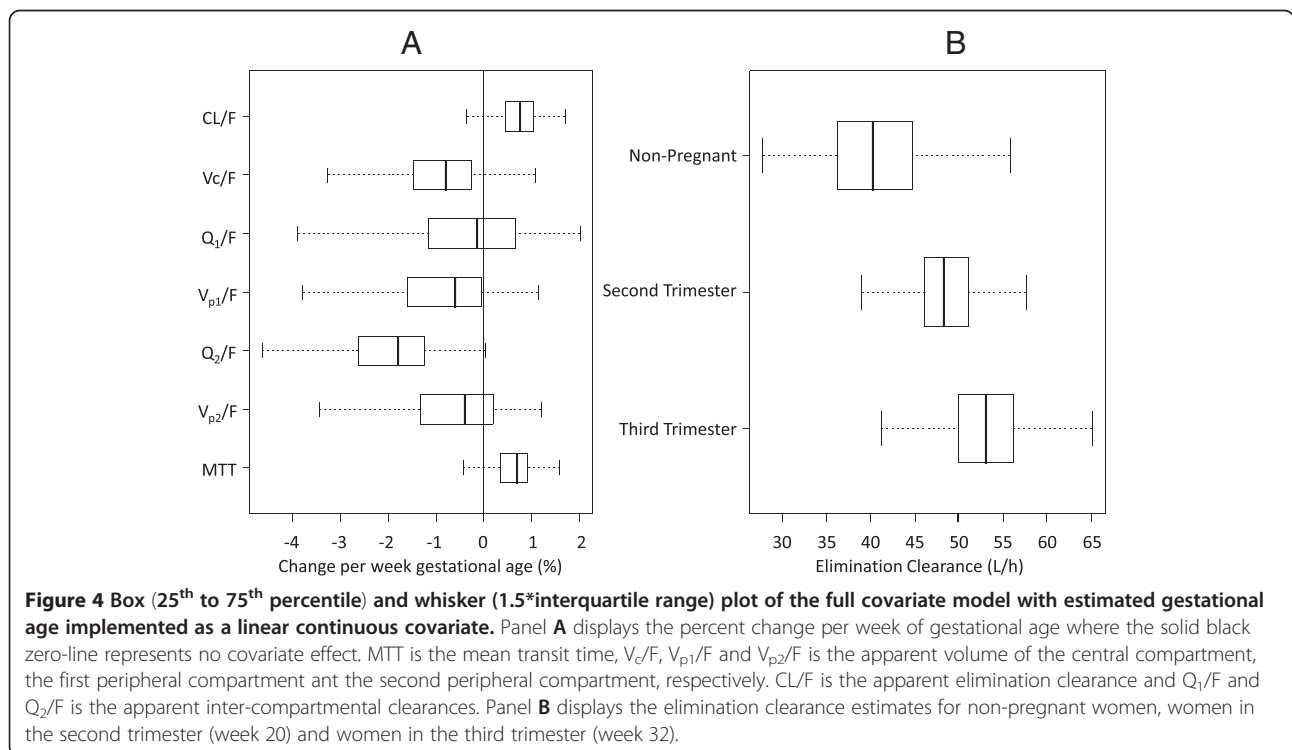 A
B
CL/F
Vc/F
Q1/F
Vp1/F
Q2/F
Vp2/F
MTT
-4 -3 -2 -1 0 1 2
Change per week gestational age (%)
Non-Pregnant
Second Trimester
Third Trimester
30 35 40 45 50 55 60 65
Elimination Clearance (L/h)
Figure 4 Box (25th to 75th percentile) and whisker (1.5*interquartile range) plot of the full covariate model with estimated gestational
age implemented as a linear continuous covariate. Panel A displays the percent change per week of gestational age where the solid black
zero-line represents no covariate effect. MTT is the mean transit time, Vc/F, Vp1/F and Vp2/F is the apparent volume of the central compartment,
the first peripheral compartment ant the second peripheral compartment, respectively. CL/F is the apparent elimination clearance and Q1/F and
Q2/F is the apparent inter-compartmental clearances. Panel B displays the elimination clearance estimates for non-pregnant women, women in
the second trimester (week 20) and women in the third trimester (week 32).